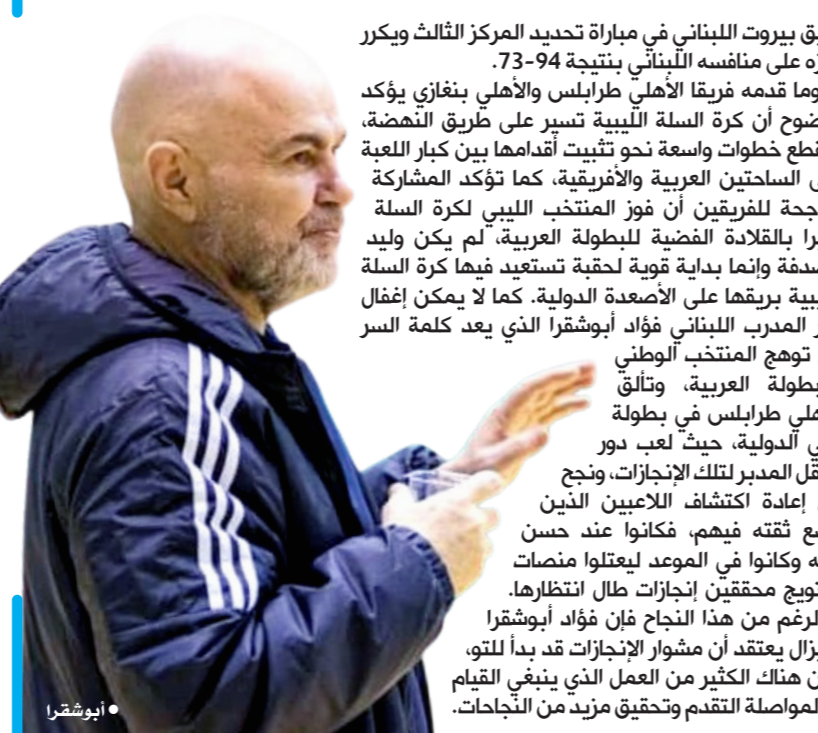 بيروت اللبناني في مباراة تحديد المركز الثالث ويكرر
على منافسه اللبناني بنتيجة 94-73.
وما قدمه فريقا الأهلي طرابلس والأهلي بنغازي يؤكد
أن كرة السلة الليبية تسير على طريق النهضة،
خطوات واسعة نحو تثبيت أقدامها بين كبار اللعبة
الساحتين العربية والأفريقية، كما تؤكد المشاركة
للفريقين أن فوز المنتخب الليبي لكرة السلة
بالقلادة الفضية للبطولة العربية، لم يكن وليد
وإنما بداية قوية لحقبة تستعيد فيها كرة السلة
بريقها على الأصعدة الدولية. كما لا يمكن إغفال
المدرب اللبناني فؤاد أبوشقرا الذي يعد كلمة السر
توهج المنتخب الوطني
العربية، وتألق
طرابلس في بطولة
الدولية، حيث لعب دور
المدبر لتلك الإنجازات، ونجح
إعادة اكتشاف اللاعبين الذين
ثقته فيهم، فكانوا عند حسن
وكانوا في الموعد ليعتلوا منصات
محققين إنجازات طال انتظارها.
من هذا النجاح فإن فؤاد أبوشقرا
يعتقد أن مشوار الإنجازات قد بدأ للتو،
هناك الكثير من العمل الذي ينبغي القيام
لمواصلة التقدم وتحقيق مزيد من النجاحات.
● أبوشقرا